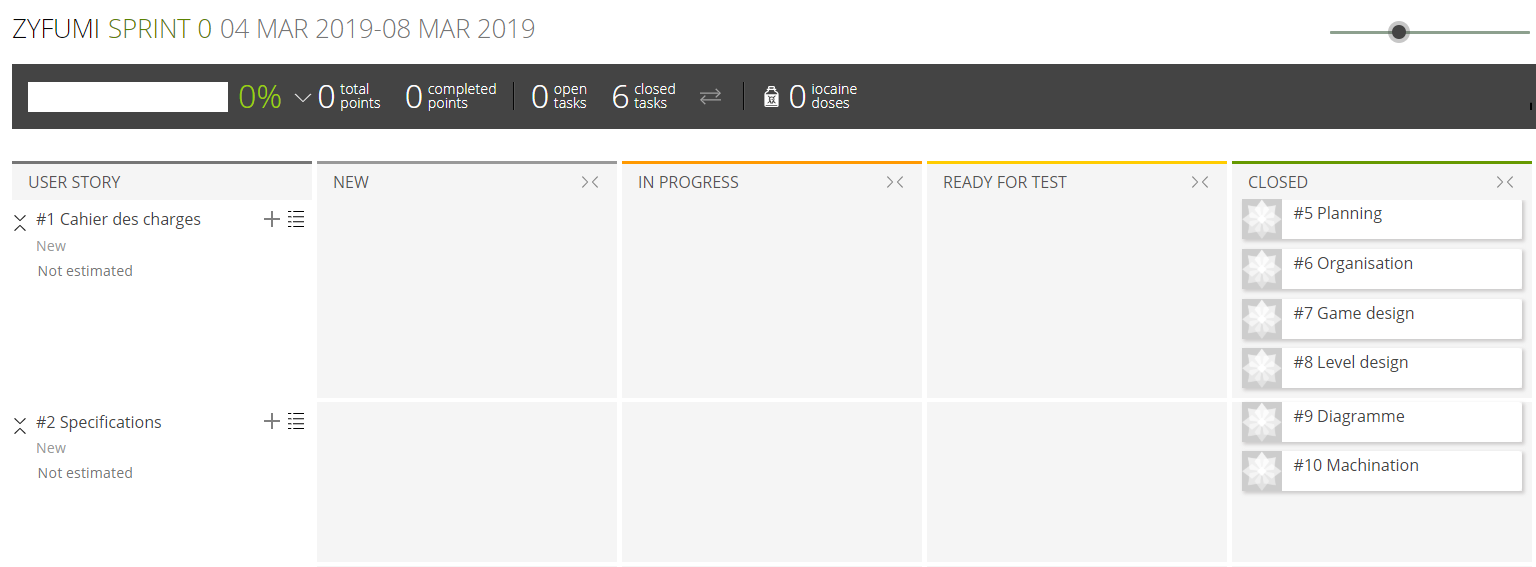 ZYFUMI SPRINT 0 04 MAR 2019-08 MAR 2019
0% 0 total points 0 completed points 0 open tasks 6 closed tasks 0 iocaine doses
USER STORY NEW IN PROGRESS READY FOR TEST CLOSED
#1 Cahier des charges
New
Not estimated
#5 Planning
#6 Organisation
#7 Game design
#8 Level design
#2 Specifications
New
Not estimated
#9 Diagramme
#10 Machination